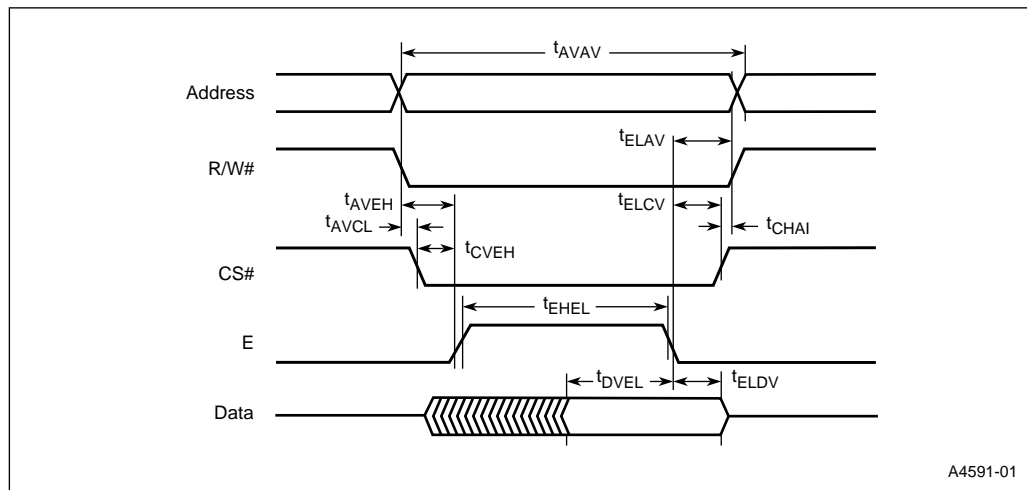 tAVAV
Address
tELAV
R/W#
tAVEH
tELCV
tAVCL
tCHAI
tCVEH
CS#
tEHEL
E
tDVEL
tELDV
Data
A4591-01